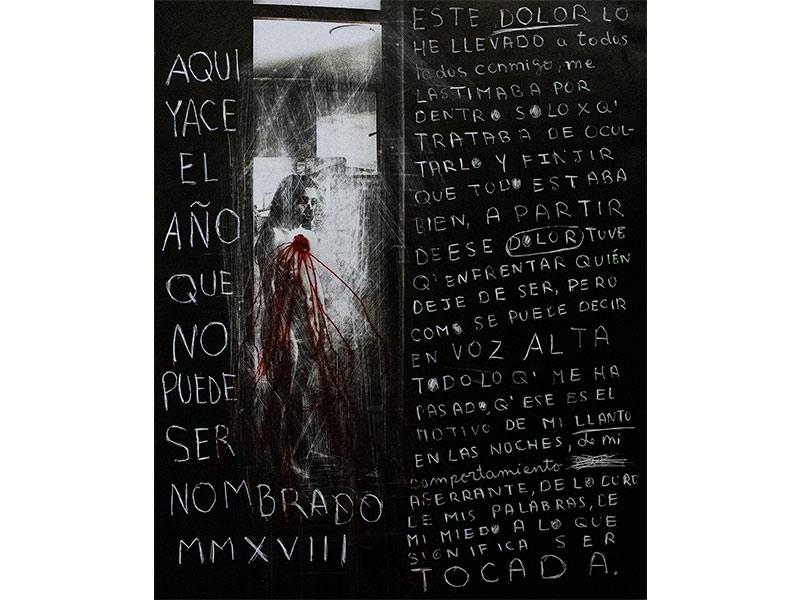 AQUI
YACE
EL
AÑO
QUE
NO
PUEDE
SER
NOMBRADO
MMXVIII
ESTE DOLOR LO
HE LLEVADO a todos
lados conmigo, me
LASTIMABA POR
DENTRO SOLO X Q'
TRATABA DE OCUL-
TARLO Y FINJIR
QUE TODO ESTABA
BIEN, A PARTIR
DE ESE DOLOR TUVE
Q' ENFRENTAR QUIÉN
DEJE DE SER, PERO
COMO SE PUEDE DECIR
EN VOZ ALTA
TODO LO Q' ME HA
PASADO, Q' ESE ES EL
MOTIVO DE MI LLANTO
EN LAS NOCHES, de mi
comportamiento
ABERRANTE, DE LO DURO
DE MIS PALABRAS, DE
MI MIEDO A LO QUE
SIGNIFICA SER
TOCADA.